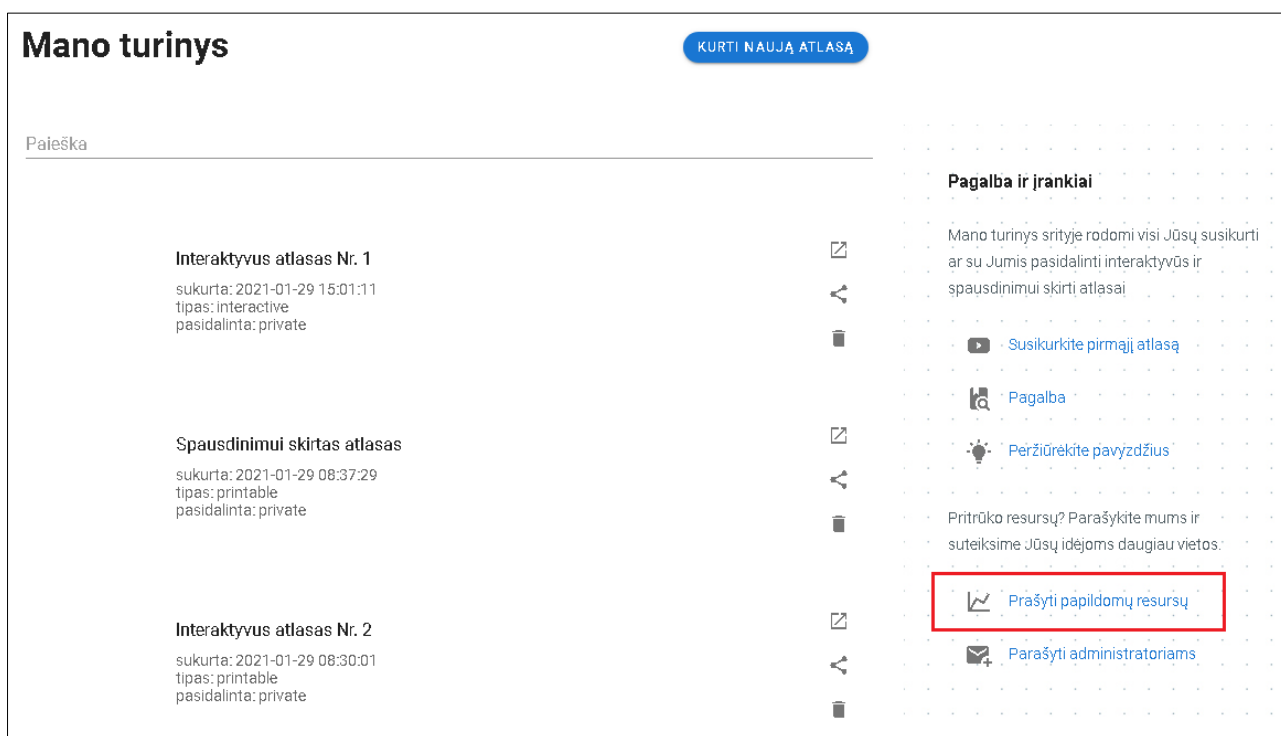 Mano turinys
KURTI NAUJĄ ATLASĄ
Paieška
Interaktyvus atlasas Nr. 1
sukurta: 2021-01-29 15:01:11
tipas: interactive
pasidalinta: private
Spausdinimui skirtas atlasas
sukurta: 2021-01-29 08:37:29
tipas: printable
pasidalinta: private
Interaktyvus atlasas Nr. 2
sukurta: 2021-01-29 08:30:01
tipas: printable
pasidalinta: private
Pagalba ir įrankiai
Mano turinys srityje rodomi visi Jūsų susikurti
ar su Jumis pasidalinti interaktyvūs ir
spausdinimui skirti atlasai
Susikurkite pirmąjį atlasą
Pagalba
Peržiūrėkite pavyzdžius
Pritrūko resursų? Parašykite mums ir
suteiksime Jūsų idėjoms daugiau vietos.
Prašyti papildomų resursų
Parašyti administratoriams